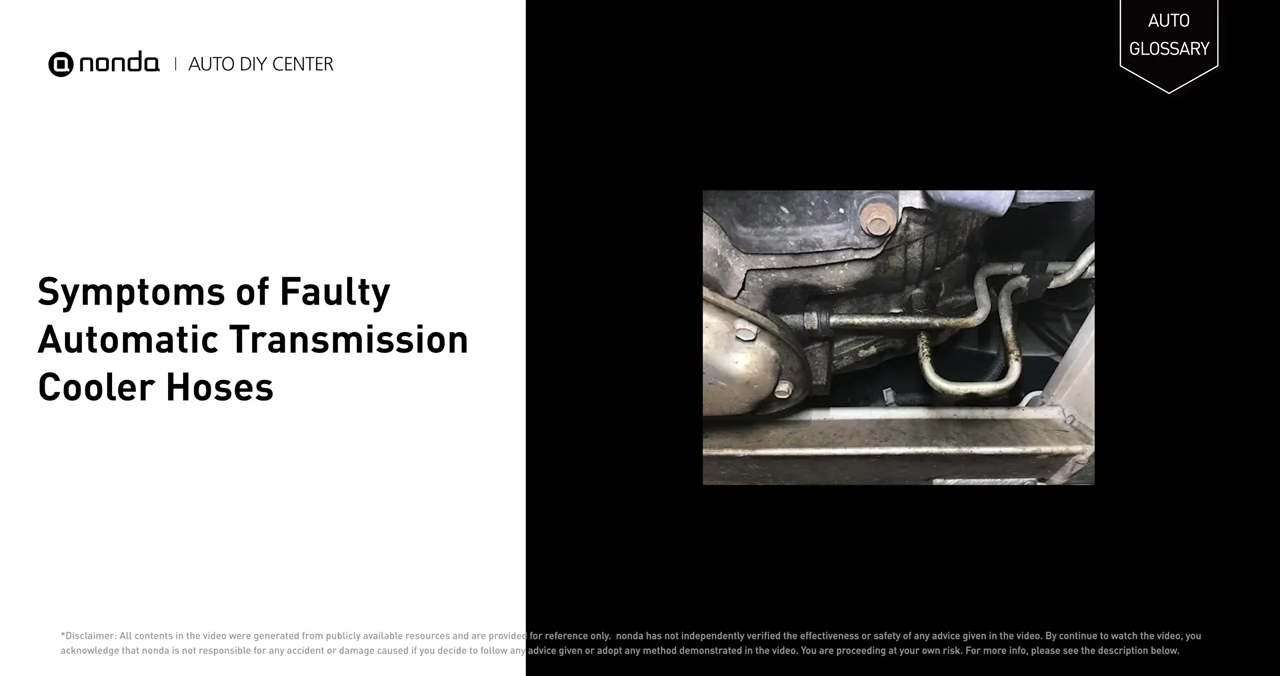 nonda | AUTO DIY CENTER
AUTO
GLOSSARY
Symptoms of Faulty
Automatic Transmission
Cooler Hoses
*Disclaimer: All contents in the video were generated from publicly available resources and are provided for reference only. nonda has not independently verified the effectiveness or safety of any advice given in the video. By continue to watch the video, you
acknowledge that nonda is not responsible for any accident or damage caused if you decide to follow any advice given or adopt any method demonstrated in the video. You are proceeding at your own risk. For more info, please see the description below.